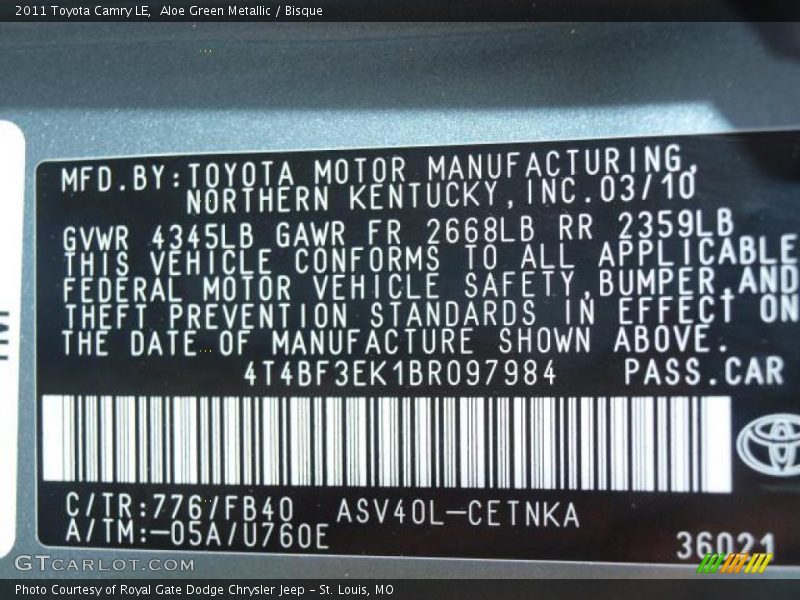 2011 Toyota Camry LE,  Aloe Green Metallic / Bisque
MFD.BY:TOYOTA MOTOR MANUFACTURING,
NORTHERN KENTUCKY,INC.03/10
GVWR 4345LB GAWR FR 2668LB RR 2359LB
THIS VEHICLE CONFORMS TO ALL APPLICABLE
FEDERAL MOTOR VEHICLE SAFETY,BUMPER,AND
THEFT PREVENTION STANDARDS IN EFFECT ON
THE DATE OF MANUFACTURE SHOWN ABOVE.
4T4BF3EK1BR097984 PASS.CAR
C/TR:776/FB40 ASV40L-CETNKA
A/TM:-05A/U760E
36021
GTCARLOT.COM
Photo Courtesy of Royal Gate Dodge Chrysler Jeep - St. Louis, MO